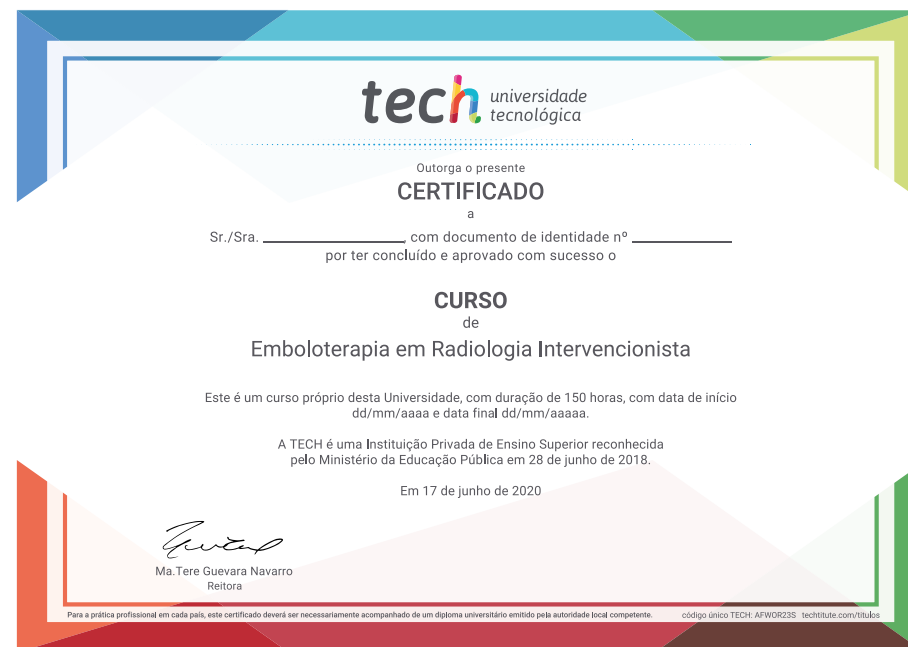 tech universidade
tecnológica
Outorga o presente
CERTIFICADO
a
Sr./Sra. ____________, com documento de identidade nº ____________
por ter concluído e aprovado com sucesso o
CURSO
de
Emboloterapia em Radiologia Intervencionista
Este é um curso próprio desta Universidade, com duração de 150 horas, com data de início
dd/mm/aaaa e data final dd/mm/aaaaa.
A TECH é uma Instituição Privada de Ensino Superior reconhecida
pelo Ministério da Educação Pública em 28 de junho de 2018.
Em 17 de junho de 2020
Ma.Tere Guevara Navarro
Reitora
Para a prática profissional em cada país, este certificado deverá ser necessariamente acompanhado de um diploma universitário emitido pela autoridade local competente. código único TECH: AFWOR23S techtitute.com/titulos